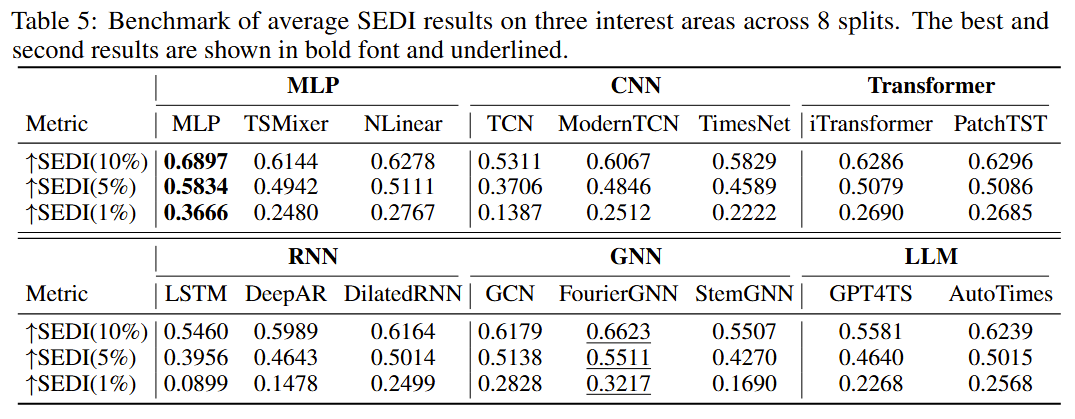 Table 5: Benchmark of average SEDI results on three interest areas across 8 splits. The best and
second results are shown in bold font and underlined.
MLP CNN Transformer
Metric MLP TSMixer NLinear TCN ModernTCN TimesNet iTransformer PatchTST
↑SEDI(10%) 0.6897 0.6144 0.6278 0.5311 0.6067 0.5829 0.6286 0.6296
↑SEDI(5%) 0.5834 0.4942 0.5111 0.3706 0.4846 0.4589 0.5079 0.5086
↑SEDI(1%) 0.3666 0.2480 0.2767 0.1387 0.2512 0.2222 0.2690 0.2685
RNN GNN LLM
Metric LSTM DeepAR DilatedRNN GCN FourierGNN StemGNN GPT4TS AutoTimes
↑SEDI(10%) 0.5460 0.5989 0.6164 0.6179 0.6623 0.5507 0.5581 0.6239
↑SEDI(5%) 0.3956 0.4643 0.5014 0.5138 0.5511 0.4270 0.4640 0.5015
↑SEDI(1%) 0.0899 0.1478 0.2499 0.2828 0.3217 0.1690 0.2268 0.2568